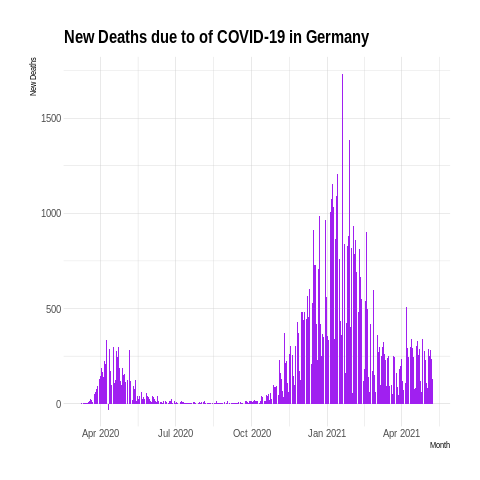 New Deaths due to of COVID-19 in Germany
New Deaths
1500
1000
500
0
Apr 2020 Jul 2020 Oct 2020 Jan 2021 Apr 2021
Month